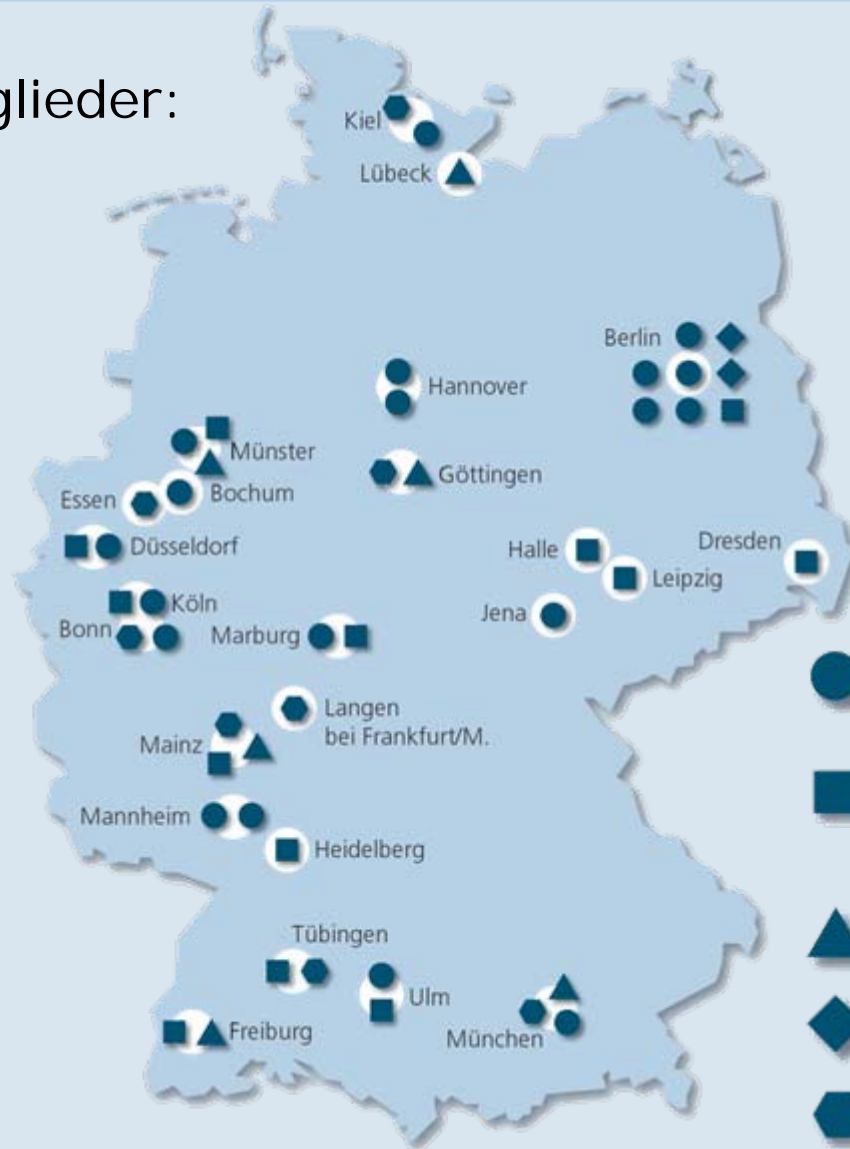 glieder:
Kiel
Lübeck
Berlin
Hannover
Münster
Göttingen
Essen
Bochum
Düsseldorf
Halle
Dresden
Leipzig
Köln
Jena
Bonn
Marburg
Langen
bei Frankfurt/M.
Mainz
Mannheim
Heidelberg
Tübingen
Ulm
Freiburg
München